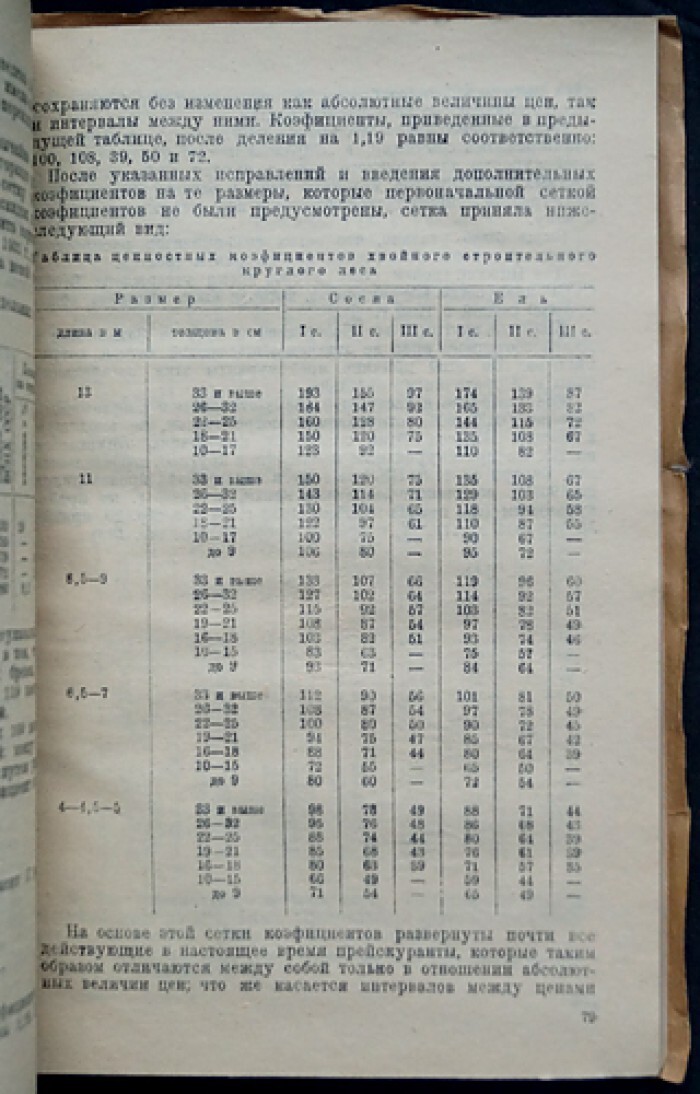 сохраняются без изменения как абсолютные величины цен, так
и интервалы между ними. Коэфициенты, приведенные в преды-
дущей таблице, после деления на 1,19 равны соответственно:
100, 108, 39, 50 и 72.
После указанных исправлений и введения дополнительных
коэфициентов на те размеры, которые первоначальной сеткой
коэфициентов не были предусмотрены, сетка приняла ниже-
следующий вид:
Таблица ценностных коэфициентов хвойного строительного
круглого леса
Размер Сосна Ель
длина в м толщина в см I с. II с. III с. I с. II с. III с.
13 33 и выше 193 155 97 174 139 87
26—32 184 147 92 165 133 82
22—25 160 128 80 144 115 72
18—21 150 120 75 135 108 67
10—17 123 92 — 110 82 —
11 33 и выше 150 120 75 135 108 67
26—32 143 114 71 129 103 65
22—25 130 104 65 118 94 58
18—21 122 97 61 110 87 55
10—17 100 75 — 90 67 —
до 9 106 80 — 95 72 —
8,5—9 33 и выше 133 107 66 119 96 60
26—32 127 102 64 114 92 57
22—25 115 92 57 103 82 51
19—21 108 87 54 97 78 49
16—18 103 82 51 93 74 46
10—15 83 63 — 75 57 —
до 9 93 71 — 84 64 —
6,5—7 33 и выше 112 90 56 101 81 50
26—32 108 87 54 97 78 49
22—25 100 80 50 90 72 45
19—21 94 75 47 85 67 42
16—18 88 71 44 80 64 39
10—15 72 55 — 65 50 —
до 9 80 60 — 72 54 —
4—4,5—5 33 и выше 98 78 49 88 71 44
26—32 95 76 48 86 68 43
22—25 88 74 44 80 64 39
19—21 85 68 43 76 61 39
16—18 80 63 39 71 57 35
10—15 66 49 — 59 44 —
до 9 71 54 — 65 49 —
На основе этой сетки коэфициентов развернуты почти все
действующие в настоящее время прейскуранты, которые таким
образом отличаются между собой только в отношении абсолют-
ных величин цен; что же касается интервалов между ценами
79